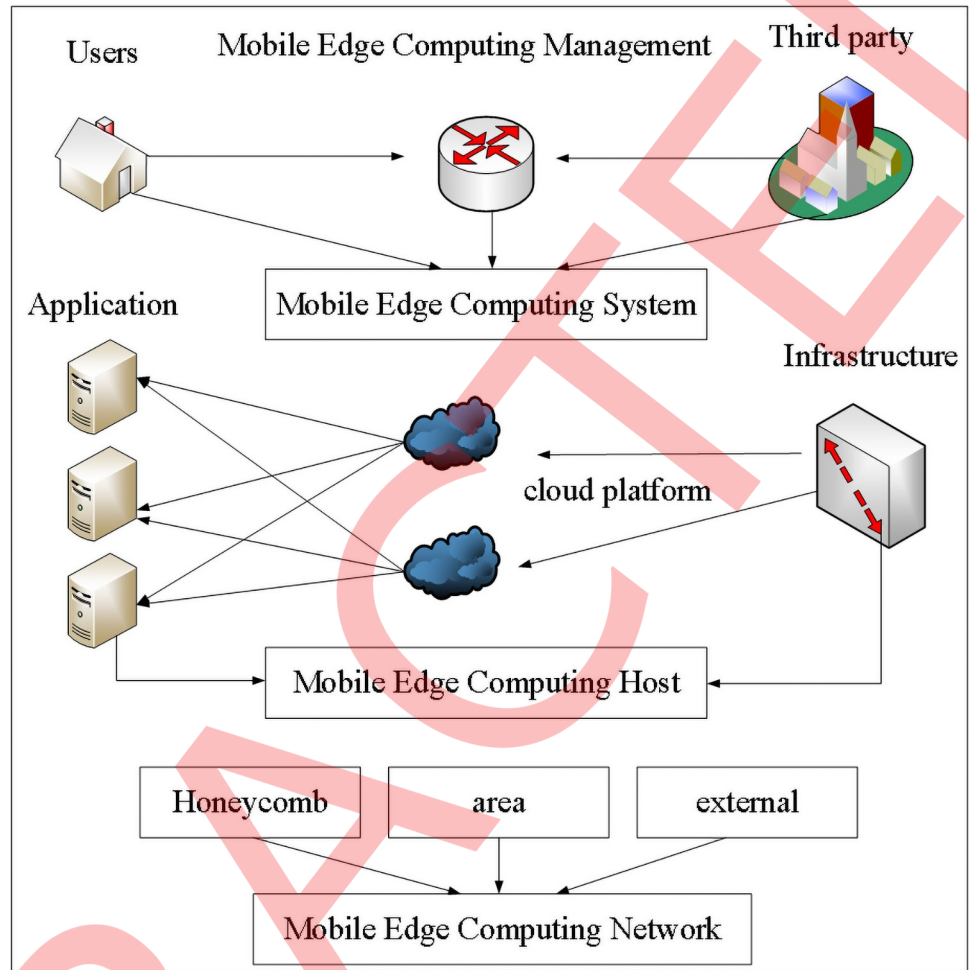 Users
Mobile Edge Computing Management
Third party
Mobile Edge Computing System
Application
Infrastructure
cloud platform
Mobile Edge Computing Host
Honeycomb
area
external
Mobile Edge Computing Network